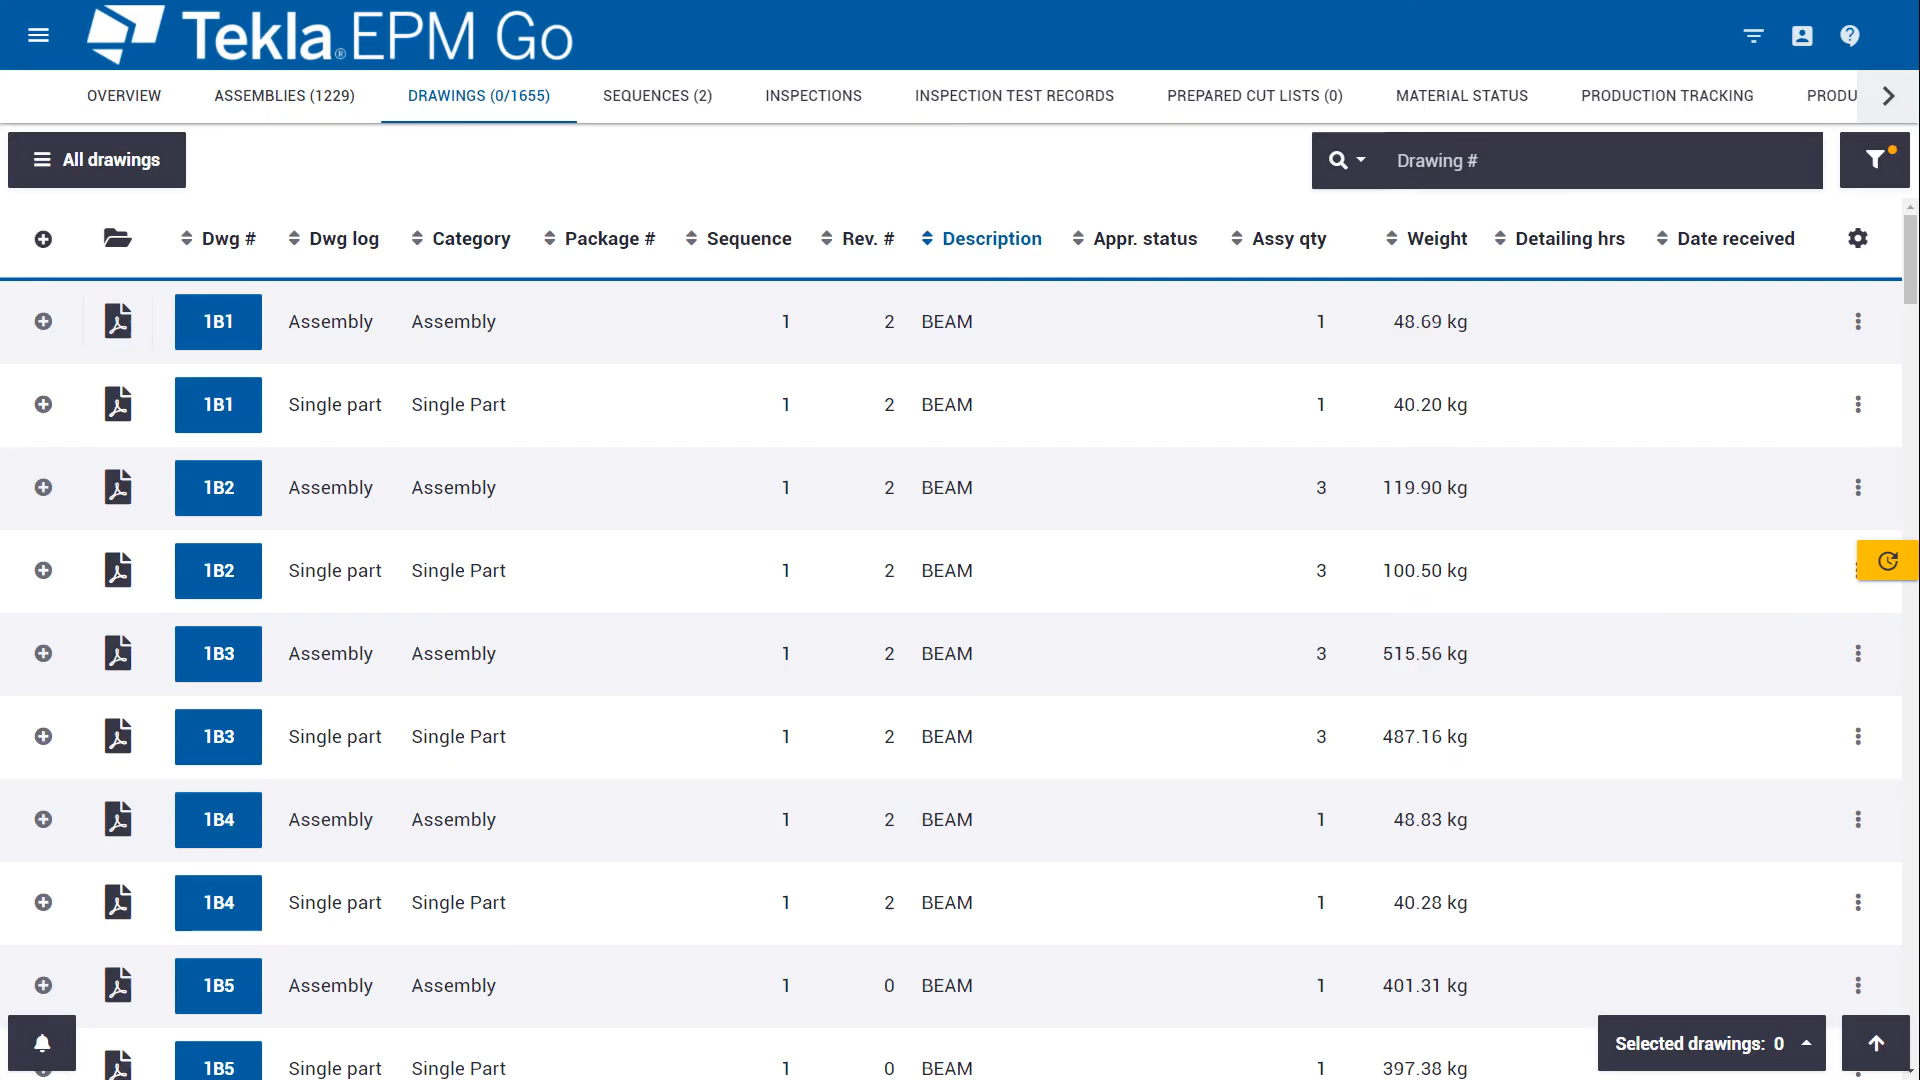 Tekla® EPM Go
OVERVIEW ASSEMBLIES (1229) DRAWINGS (0/1655) SEQUENCES (2) INSPECTIONS INSPECTION TEST RECORDS PREPARED CUT LISTS (0) MATERIAL STATUS PRODUCTION TRACKING PRODU
All drawings Drawing #
Dwg # Dwg log Category Package # Sequence Rev. # Description Appr. status Assy qty Weight Detailing hrs Date received
1B1 Assembly Assembly 1 2 BEAM 1 48.69 kg
1B1 Single part Single Part 1 2 BEAM 1 40.20 kg
1B2 Assembly Assembly 1 2 BEAM 3 119.90 kg
1B2 Single part Single Part 1 2 BEAM 3 100.50 kg
1B3 Assembly Assembly 1 2 BEAM 3 515.56 kg
1B3 Single part Single Part 1 2 BEAM 3 487.16 kg
1B4 Assembly Assembly 1 2 BEAM 1 48.83 kg
1B4 Single part Single Part 1 2 BEAM 1 40.28 kg
1B5 Assembly Assembly 1 0 BEAM 1 401.31 kg
1B5 Single part Single Part 1 0 BEAM 1 397.38 kg
Selected drawings: 0